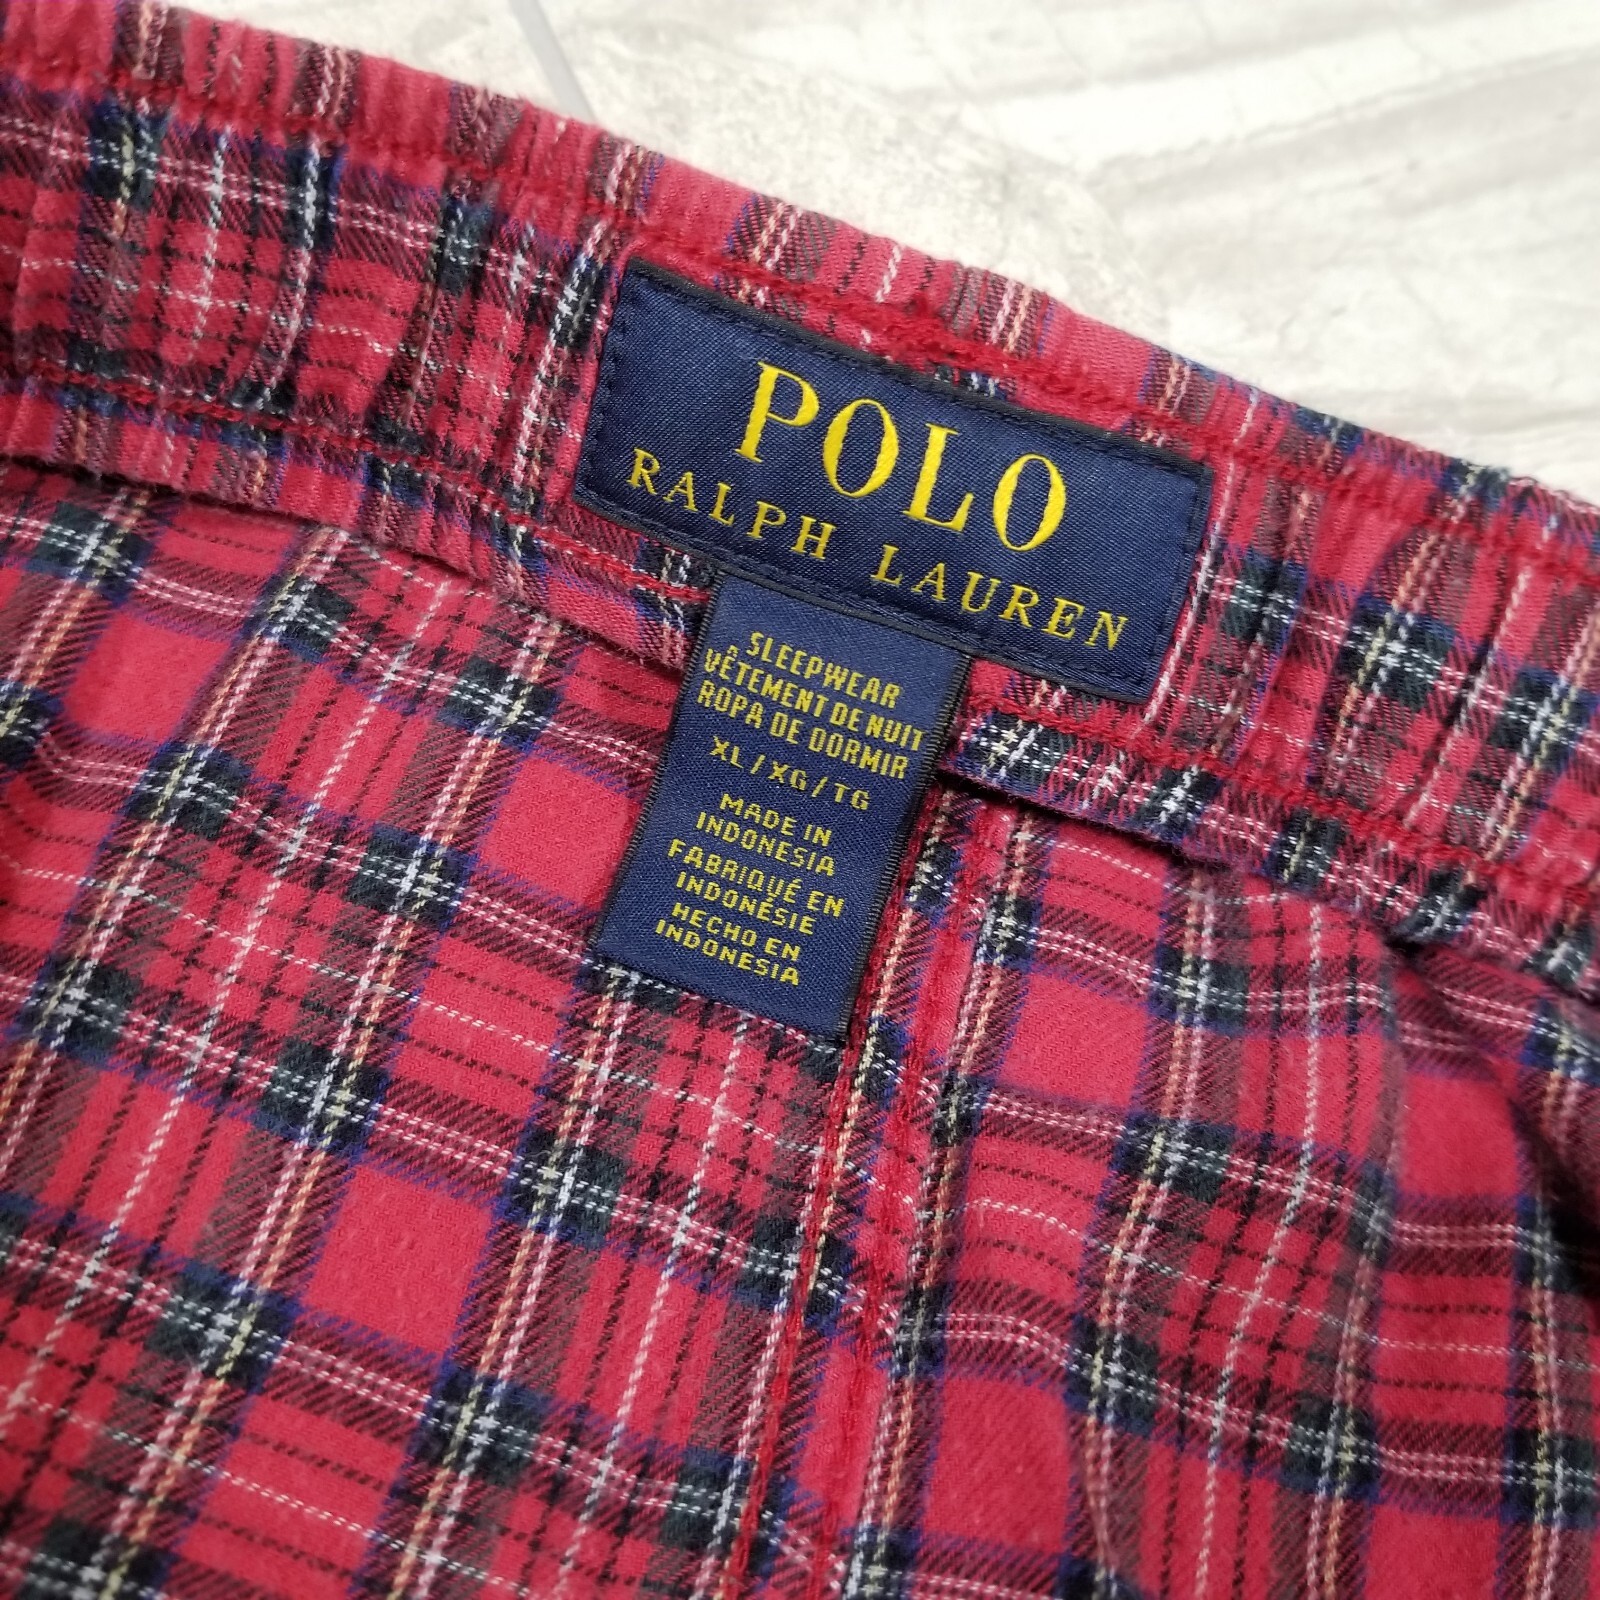 POLO
RALPH LAUREN
SLEEPWEAR
VÊTEMENT DE NUIT
ROPA DE DORMIR
XL/XG/TG
MADE IN
INDONESIA
FABRIQUÉ EN
INDONÉSIE
HECHO EN
INDONESIA